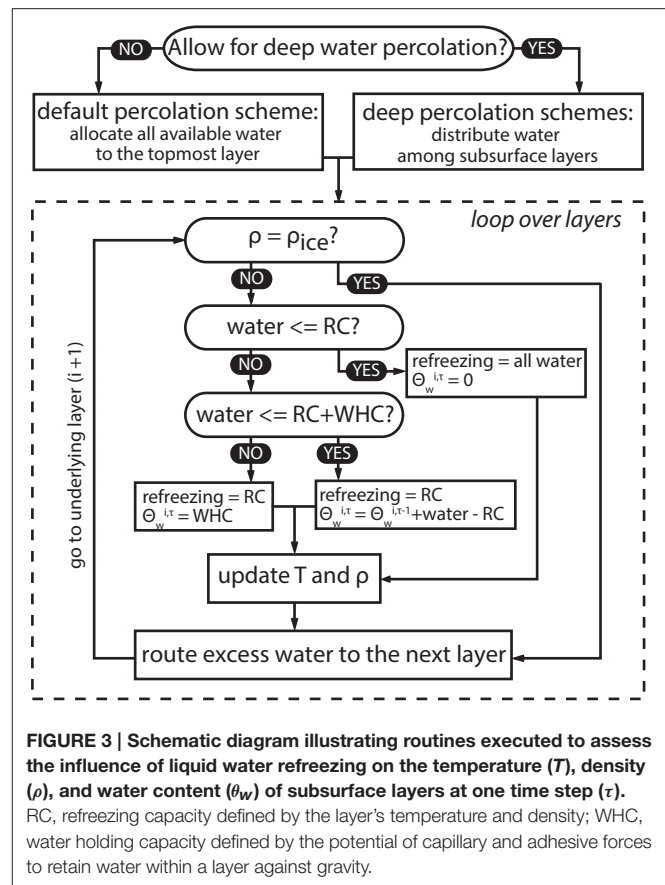 Allow for deep water percolation?
NO
YES
default percolation scheme:
allocate all available water
to the topmost layer
deep percolation schemes:
distribute water
among subsurface layers
loop over layers
ρ = ρice?
NO
YES
water <= RC?
NO
YES
refreezing = all water
Θw i,τ = 0
water <= RC+WHC?
NO
YES
refreezing = RC
Θw i,τ = WHC
refreezing = RC
Θw i,τ = Θw i,τ-1+water - RC
update T and ρ
route excess water to the next layer
go to underlying layer (i +1)
FIGURE 3 | Schematic diagram illustrating routines executed to assess
the influence of liquid water refreezing on the temperature (T), density
(ρ), and water content (θw) of subsurface layers at one time step (τ).
RC, refreezing capacity defined by the layer's temperature and density; WHC,
water holding capacity defined by the potential of capillary and adhesive forces
to retain water within a layer against gravity.